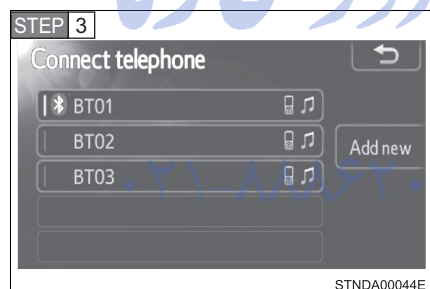 STEP 3
Connect telephone
BT01
BT02
Add new
BT03
STNDA00044E